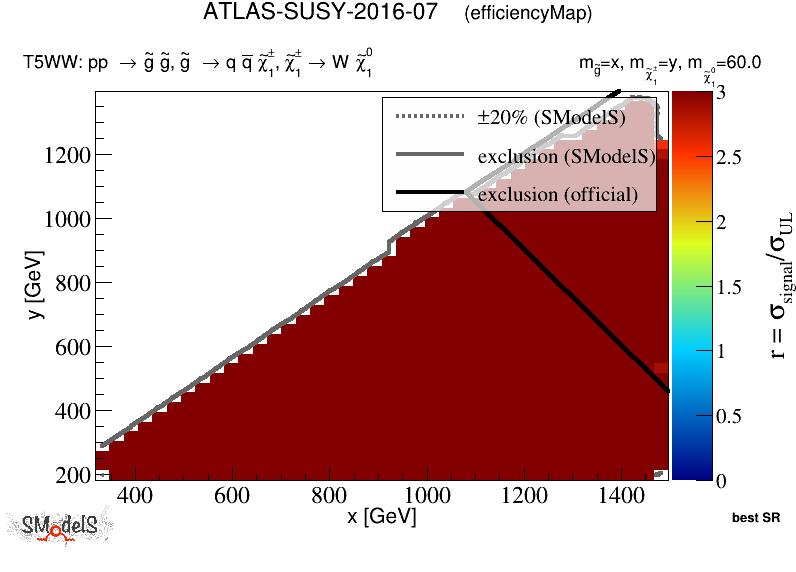 ATLAS-SUSY-2016-07 (efficiencyMap)
T5WW: pp → g̃ g̃, g̃ → q q̅ χ̃₁^±, χ̃₁^± → W χ̃₁⁰
m_g̃=x, m_χ̃₁^±=y, m_χ̃₁⁰=60.0
±20% (SModelS)
exclusion (SModelS)
exclusion (official)
y [GeV]
1200
1000
800
600
400
200
400 600 800 1000 1200 1400
x [GeV]
3
2.5
2
1.5
1
0.5
0
r = σ_signal/σ_UL
best SR
SModelS